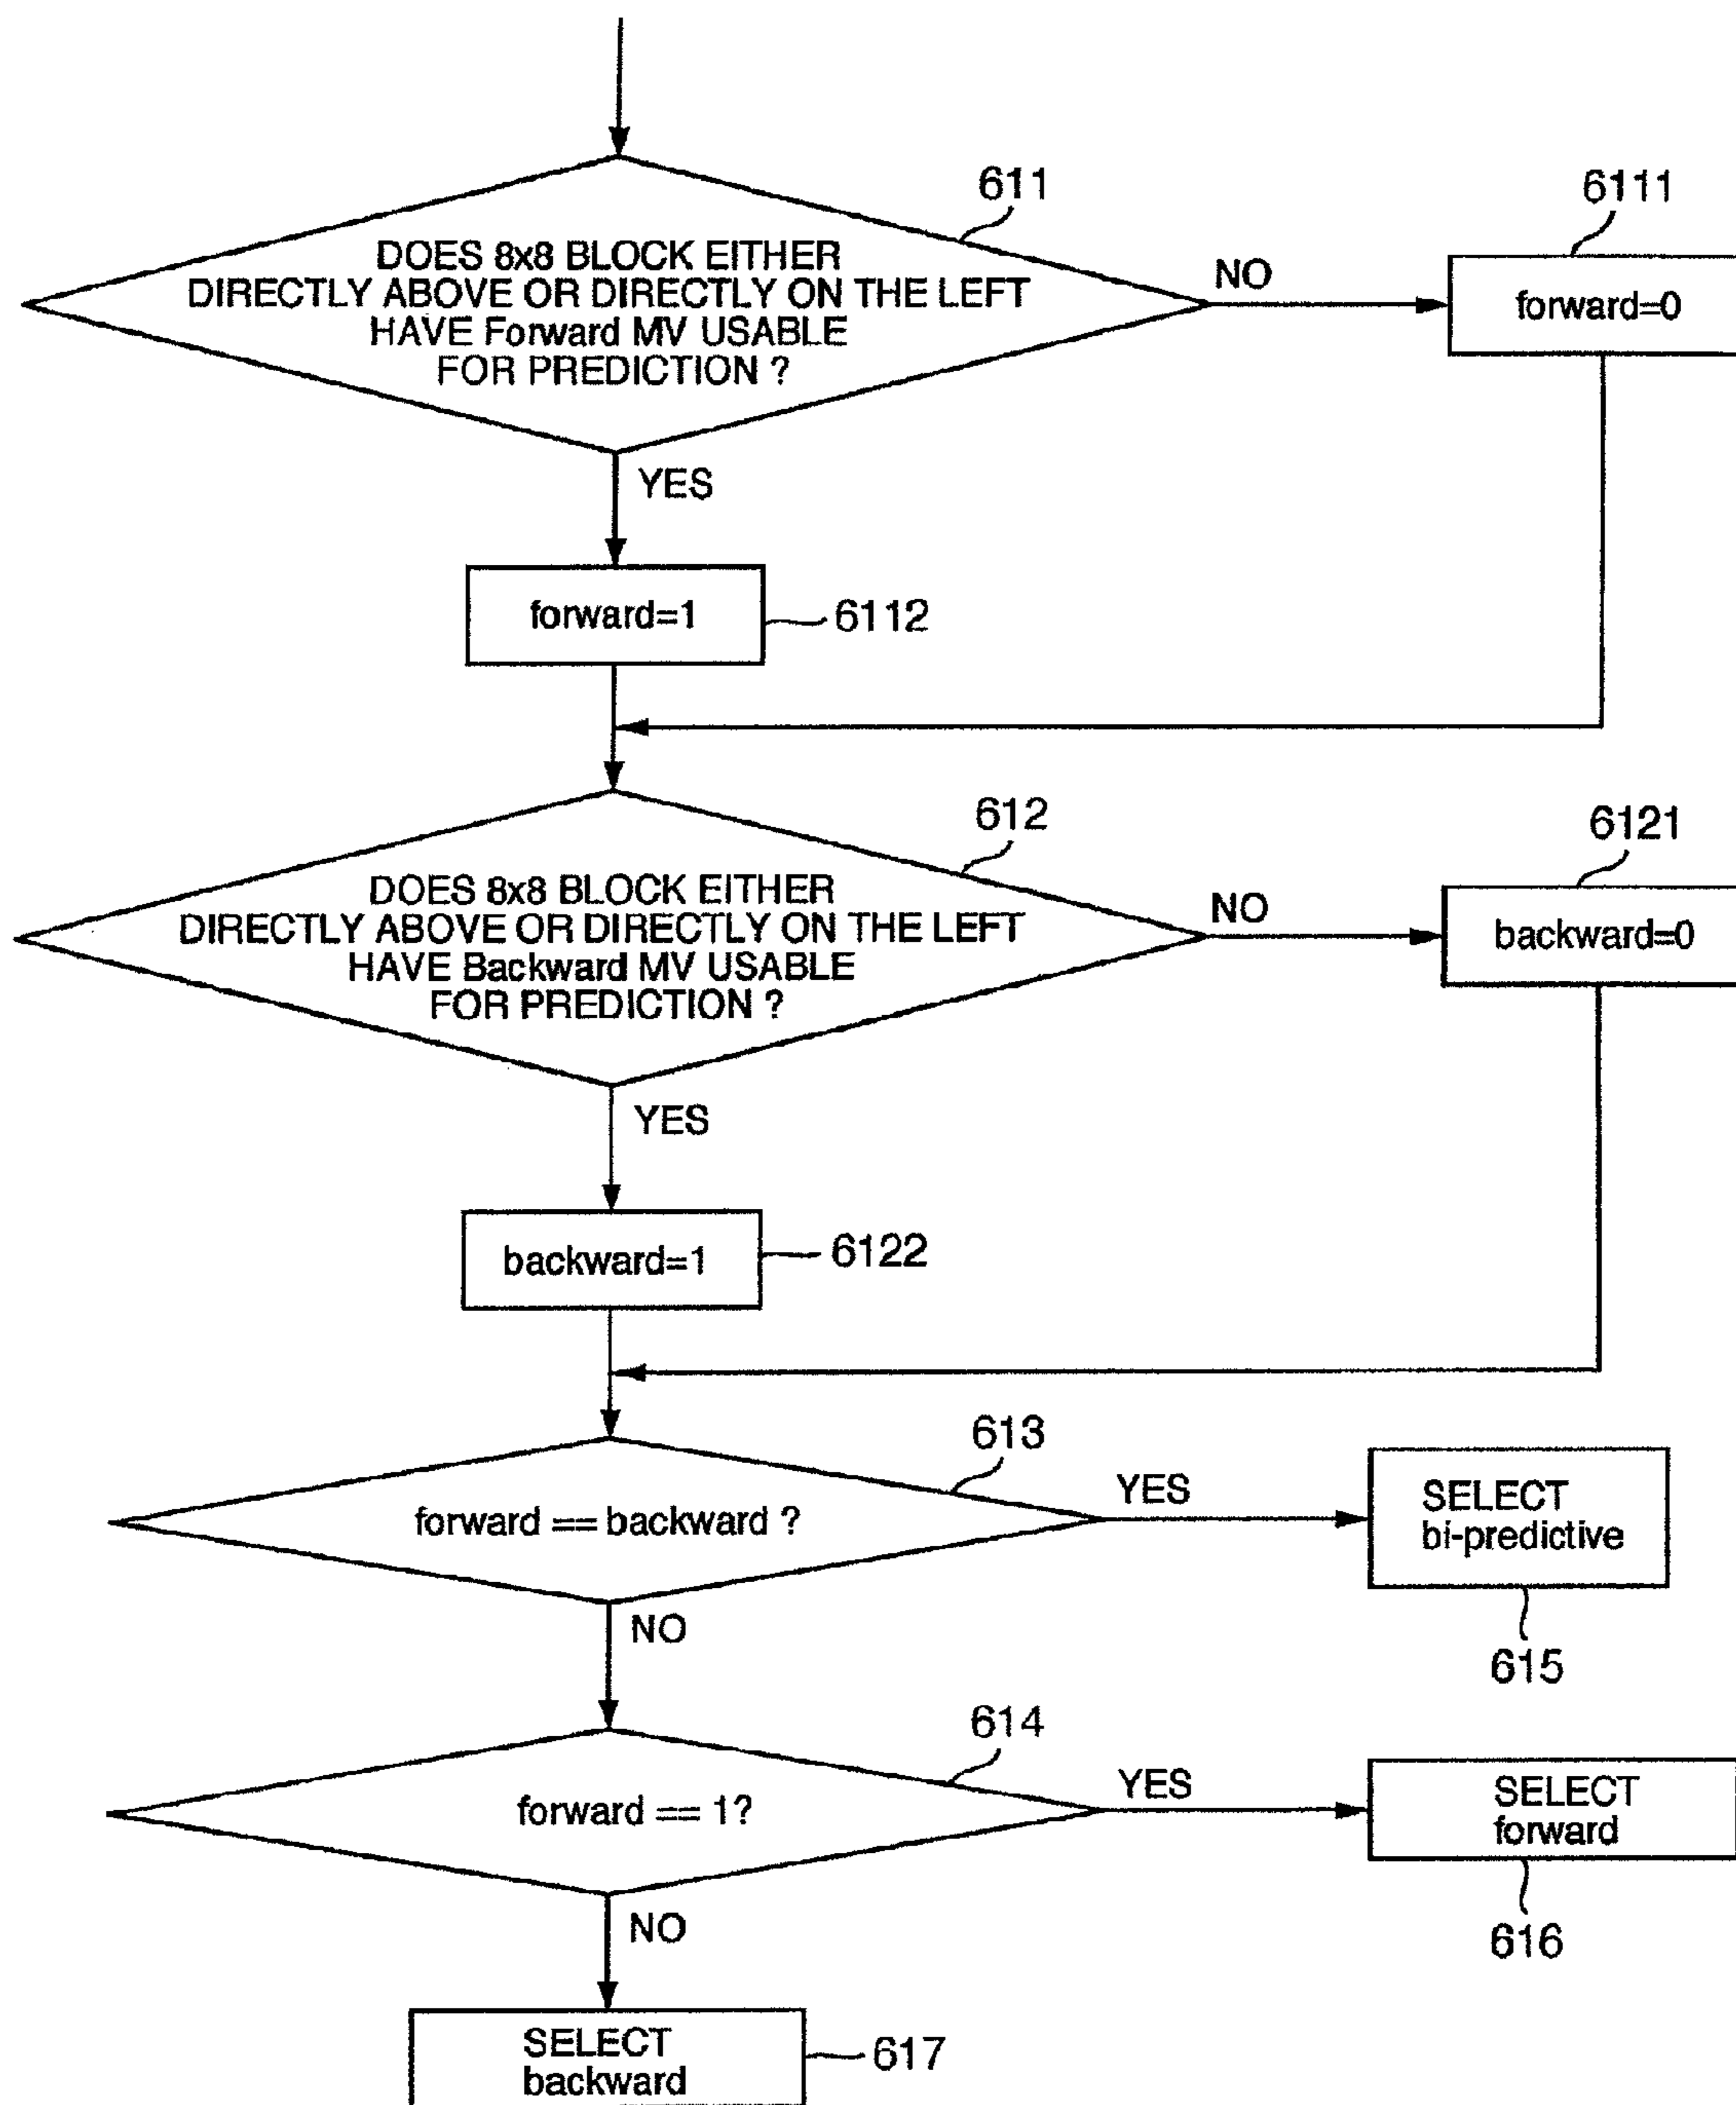 611
6111
DOES 8x8 BLOCK EITHER
DIRECTLY ABOVE OR DIRECTLY ON THE LEFT
HAVE Forward MV USABLE
FOR PREDICTION ?
NO
forward=0
YES
forward=1
6112
612
6121
DOES 8x8 BLOCK EITHER
DIRECTLY ABOVE OR DIRECTLY ON THE LEFT
HAVE Backward MV USABLE
FOR PREDICTION ?
NO
backward=0
YES
backward=1
6122
613
forward == backward ?
YES
SELECT
bi-predictive
615
NO
614
forward == 1?
YES
SELECT
forward
616
NO
SELECT
backward
617